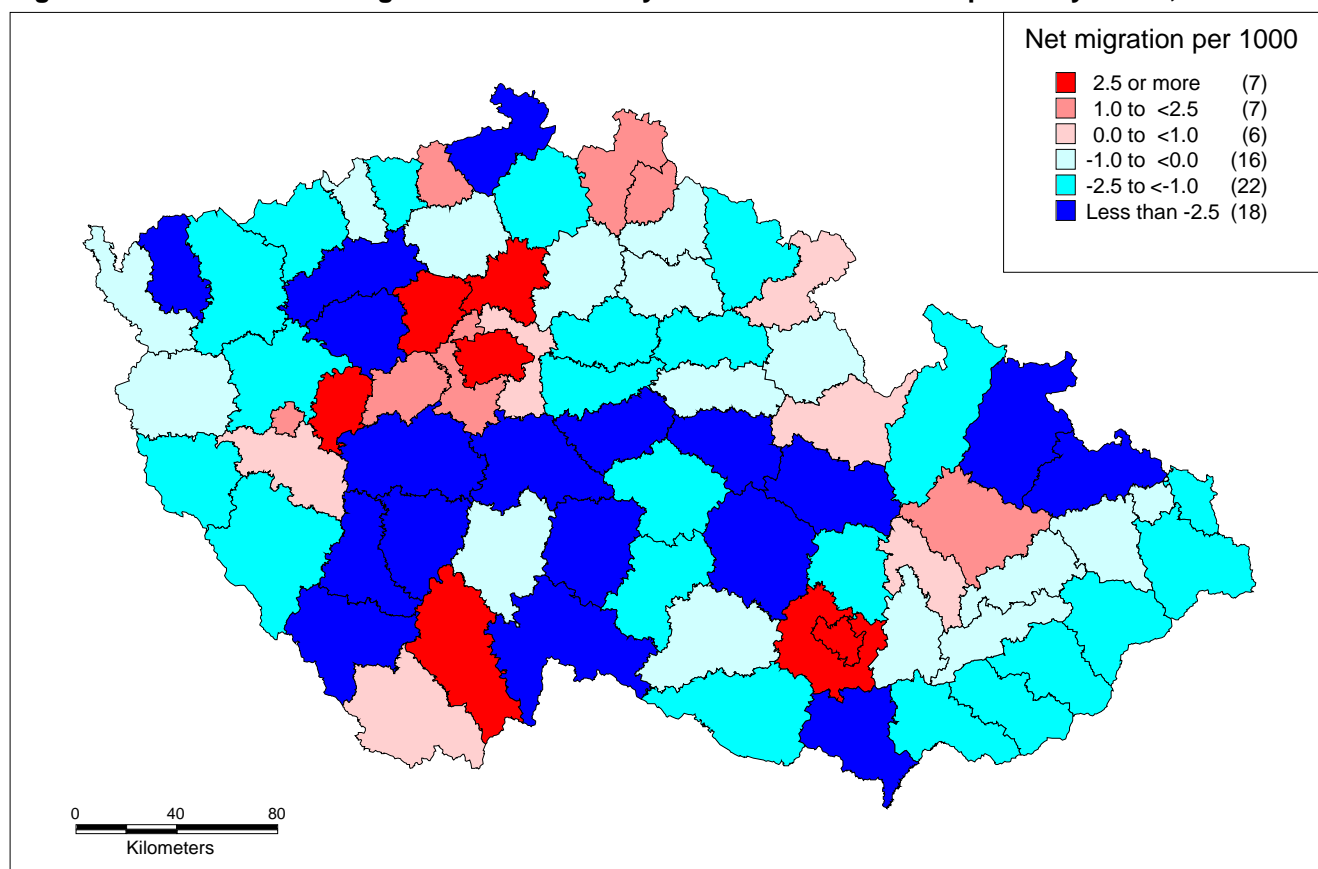 Net migration per 1000
2.5 or more (7)
1.0 to <2.5 (7)
0.0 to <1.0 (6)
-1.0 to <0.0 (16)
-2.5 to <-1.0 (22)
Less than -2.5 (18)
0 40 80
Kilometers